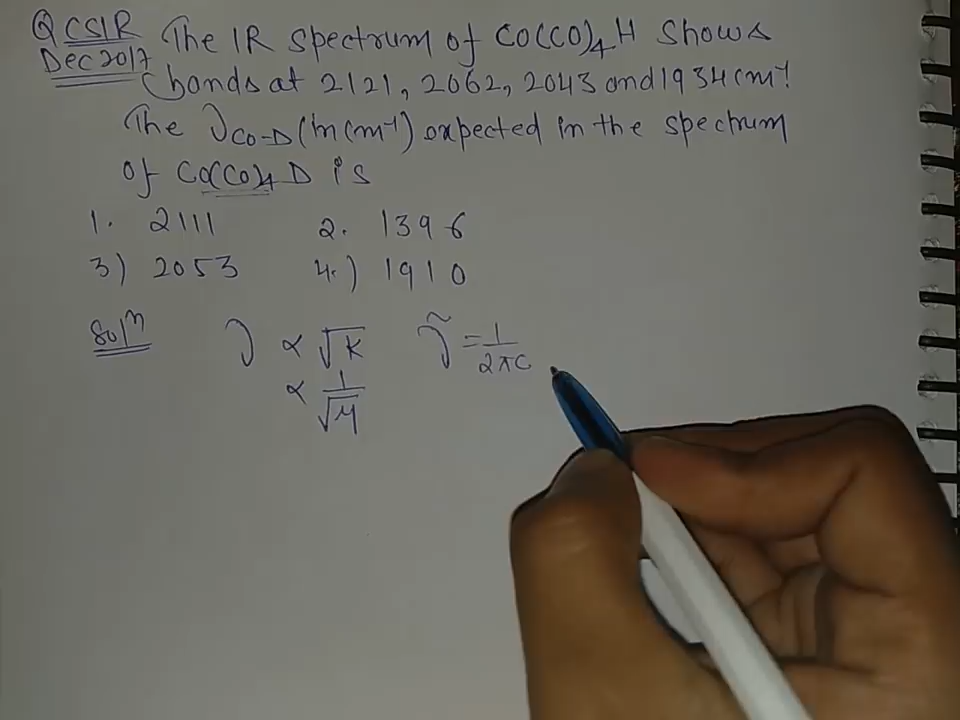 Q CSIR The IR Spectrum of Co(CO)4H Shows
Dec 2017 bands at 2121, 2062, 2043 and 1934 cm-1.
The νCO-D (in cm-1) expected in the spectrum
of Co(CO)4D is
1. 2111 2. 1396
3) 2053 4.) 1910
Soln ν ∝ √K ν̃ = 1/2πc
∝ 1/√μ